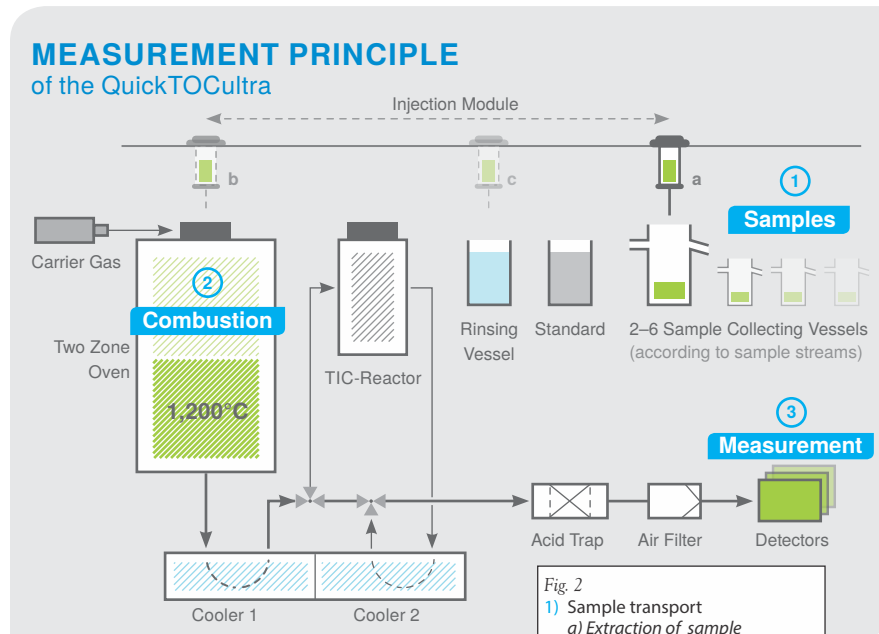 MEASUREMENT PRINCIPLE
of the QuickTOCultra
Injection Module
b
c
a
1
Samples
Carrier Gas
2
Combustion
Two Zone
Oven
1,200°C
TIC-Reactor
Rinsing
Vessel
Standard
2–6 Sample Collecting Vessels
(according to sample streams)
3
Measurement
Acid Trap
Air Filter
Detectors
Cooler 1
Cooler 2
Fig. 2
1) Sample transport
a) Extraction of sample